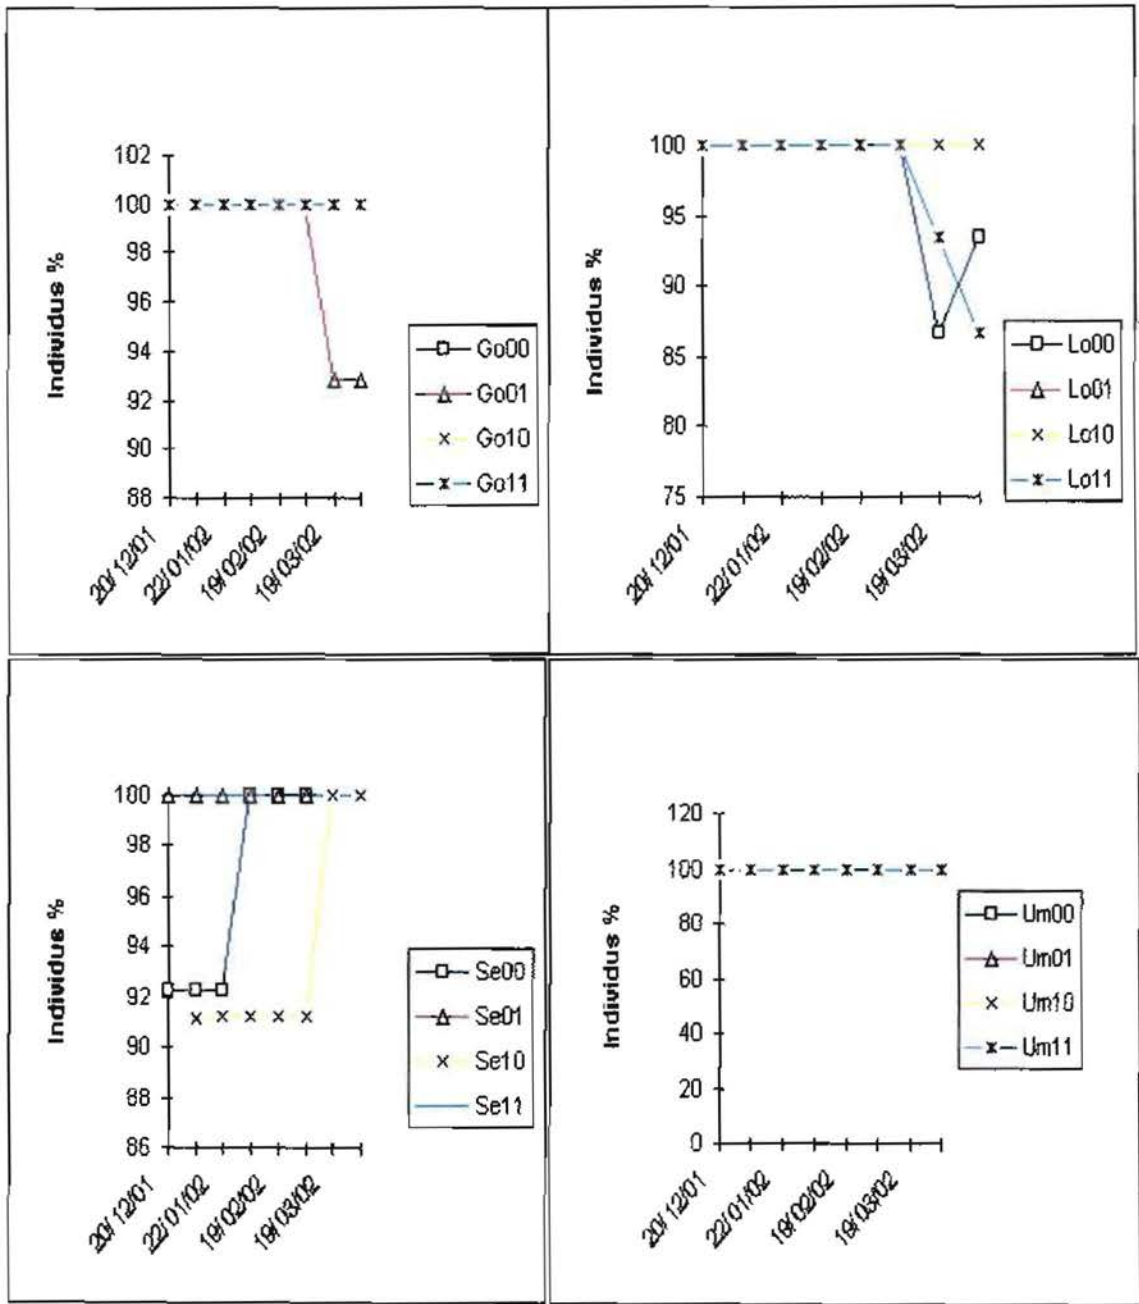 102
100
98
96
94
92
90
88
Individus %
20/12/01
22/01/02
19/02/02
19/03/02
Go00
Go01
Go10
Go11
100
95
90
85
80
75
Individus %
20/12/01
22/01/02
19/02/02
19/03/02
Lo00
Lo01
Lo10
Lo11
100
98
96
94
92
90
88
86
Individus %
20/12/01
22/01/02
19/02/02
19/03/02
Se00
Se01
Se10
Se11
120
100
80
60
40
20
0
Individus %
20/12/01
22/01/02
19/02/02
19/03/02
Um00
Um01
Um10
Um11